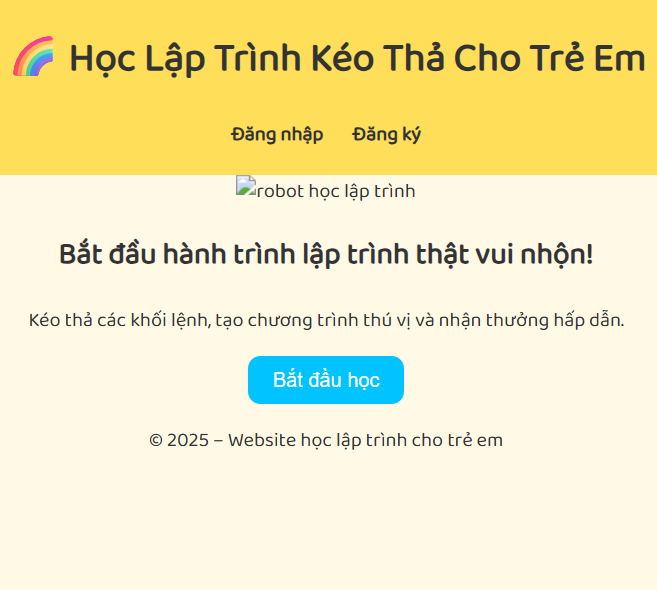 🌈 Học Lập Trình Kéo Thả Cho Trẻ Em
Đăng nhập Đăng ký
robot học lập trình
Bắt đầu hành trình lập trình thật vui nhộn!
Kéo thả các khối lệnh, tạo chương trình thú vị và nhận thưởng hấp dẫn.
Bắt đầu học
© 2025 – Website học lập trình cho trẻ em